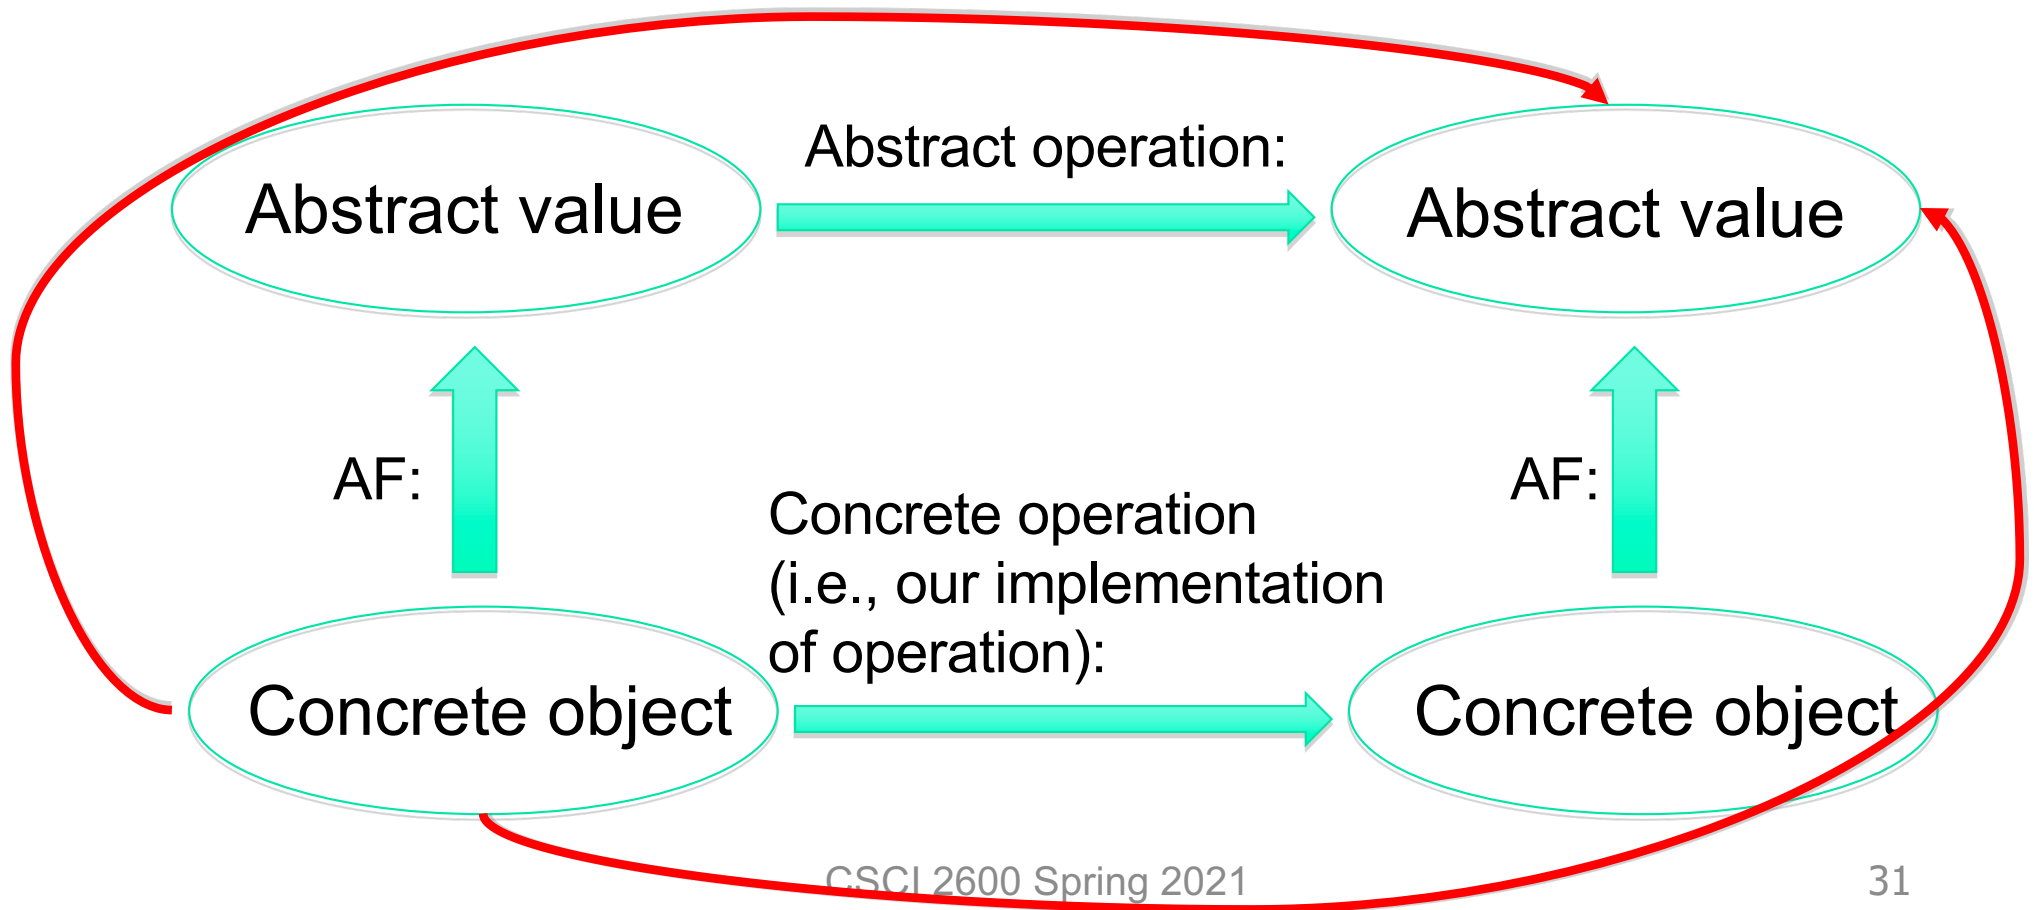 Abstract operation:
Abstract value
Abstract value
AF:
AF:
Concrete operation
(i.e., our implementation
of operation):
Concrete object
Concrete object
CSCI 2600 Spring 2021
31